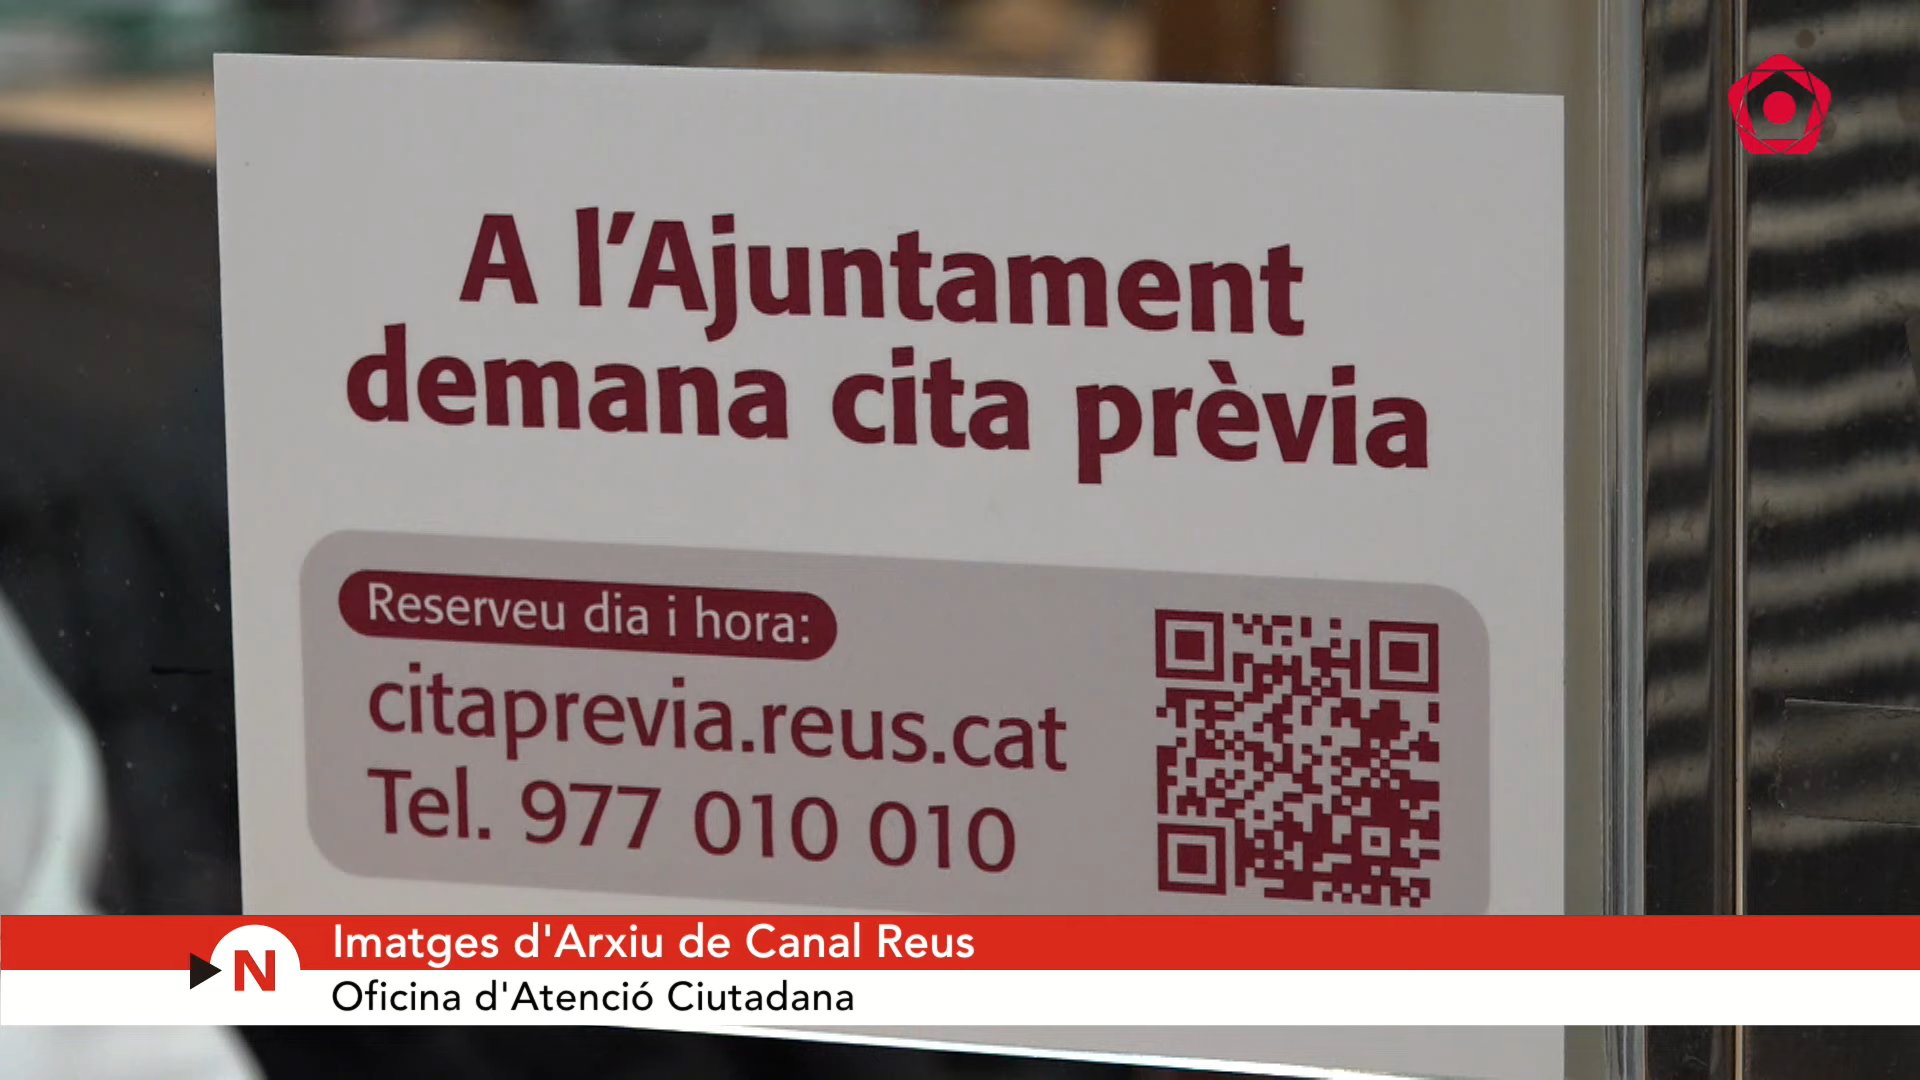 A l'Ajuntament
demana cita prèvia
Reserveu dia i hora:
citaprevia.reus.cat
Tel. 977 010 010
N
Imatges d'Arxiu de Canal Reus
Oficina d'Atenció Ciutadana